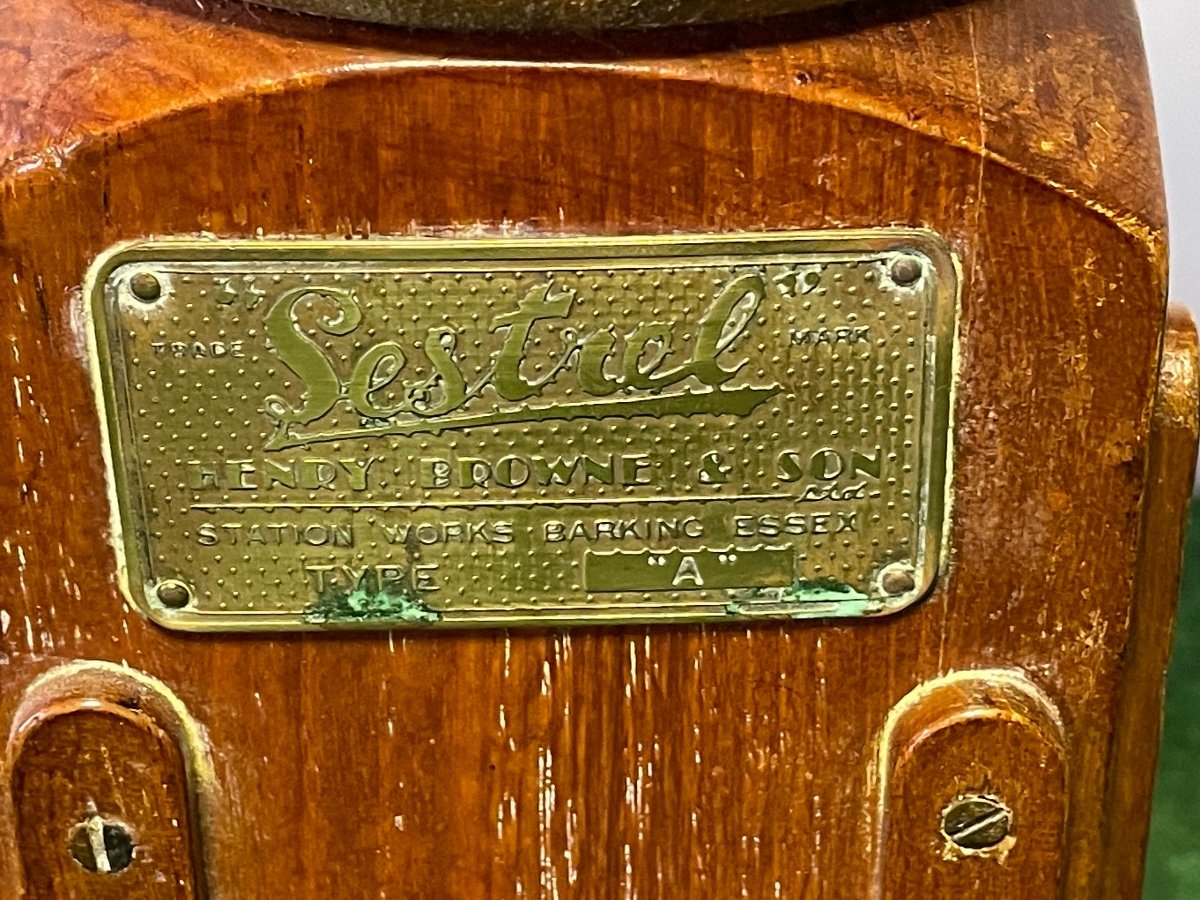 TRADE "Sestrel" MARK
HENRY BROWNE & SON
Ltd
STATION WORKS BARKING ESSEX
TYPE "A"